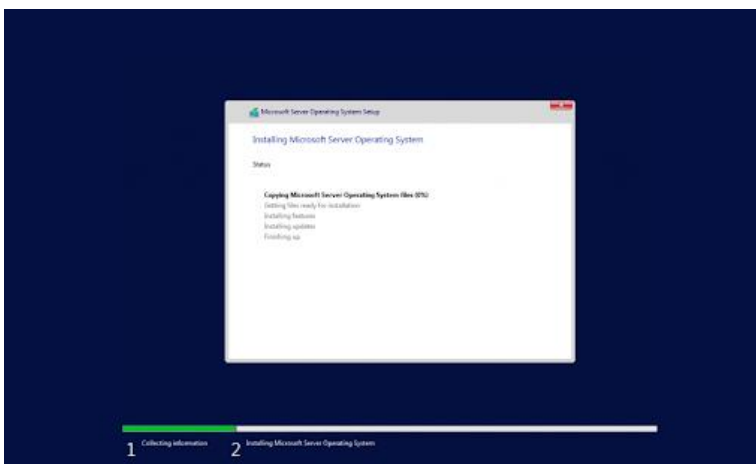 Microsoft Server Operating System Setup
Installing Microsoft Server Operating System
Status
Copying Microsoft Server Operating System files (0%)
Getting files ready for installation
Installing features
Installing updates
Finishing up
1 Collecting information 2 Installing Microsoft Server Operating System